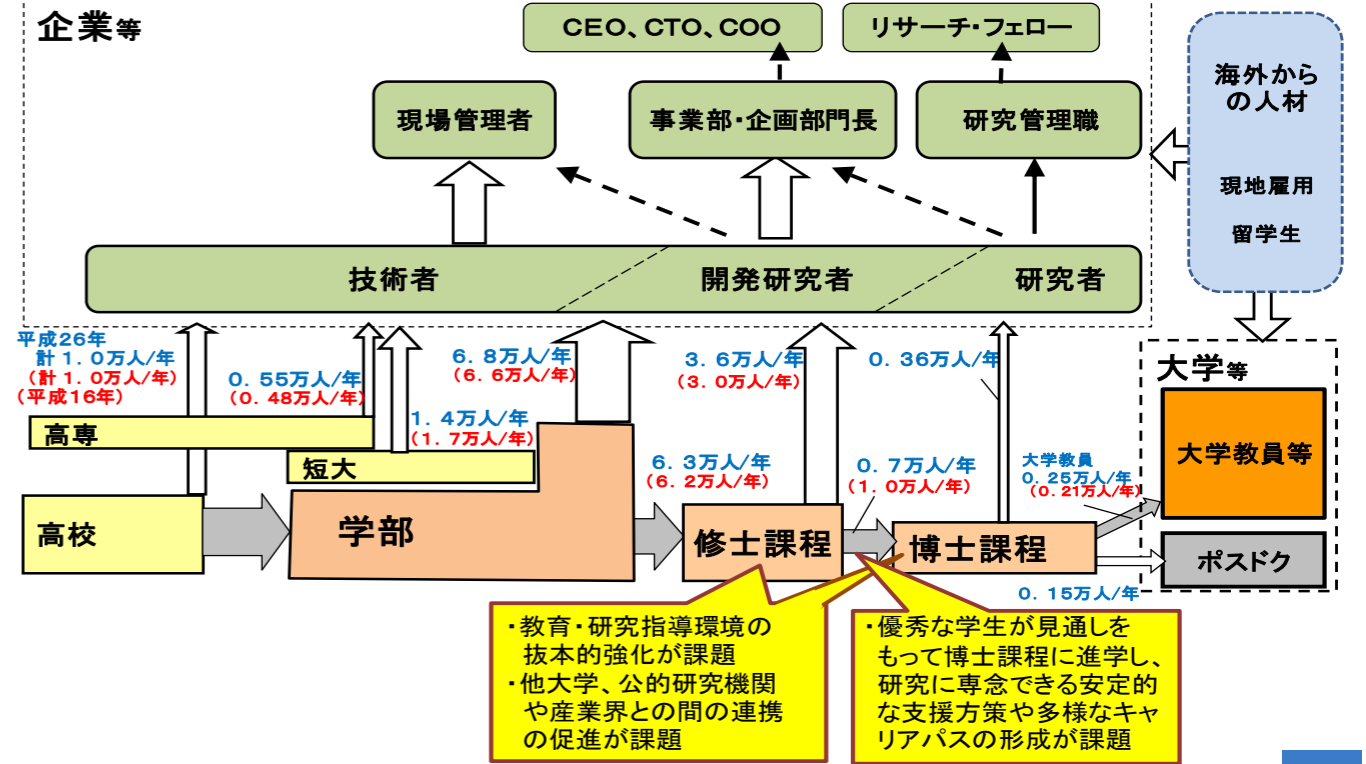 企業等
CEO、CTO、COO
リサーチ・フェロー
海外から
の人材
現地雇用
留学生
現場管理者
事業部・企画部門長
研究管理職
技術者
開発研究者
研究者
平成26年
計１．０万人/年
(計１．０万人/年)
(平成16年)
０．５５万人/年
(０．４８万人/年)
６．８万人/年
(６．６万人/年)
１．４万人/年
(１．７万人/年)
３．６万人/年
(３．０万人/年)
０．３６万人/年
大学等
高専
短大
高校
学部
６．３万人/年
(６．２万人/年)
修士課程
０．７万人/年
(１．０万人/年)
博士課程
大学教員
０．２５万人/年
(０．２１万人/年)
大学教員等
ポスドク
０．１５万人/年
・教育・研究指導環境の
抜本的強化が課題
・他大学、公的研究機関
や産業界との間の連携
の促進が課題
・優秀な学生が見通しを
もって博士課程に進学し、
研究に専念できる安定的
な支援方策や多様なキャ
リアパスの形成が課題